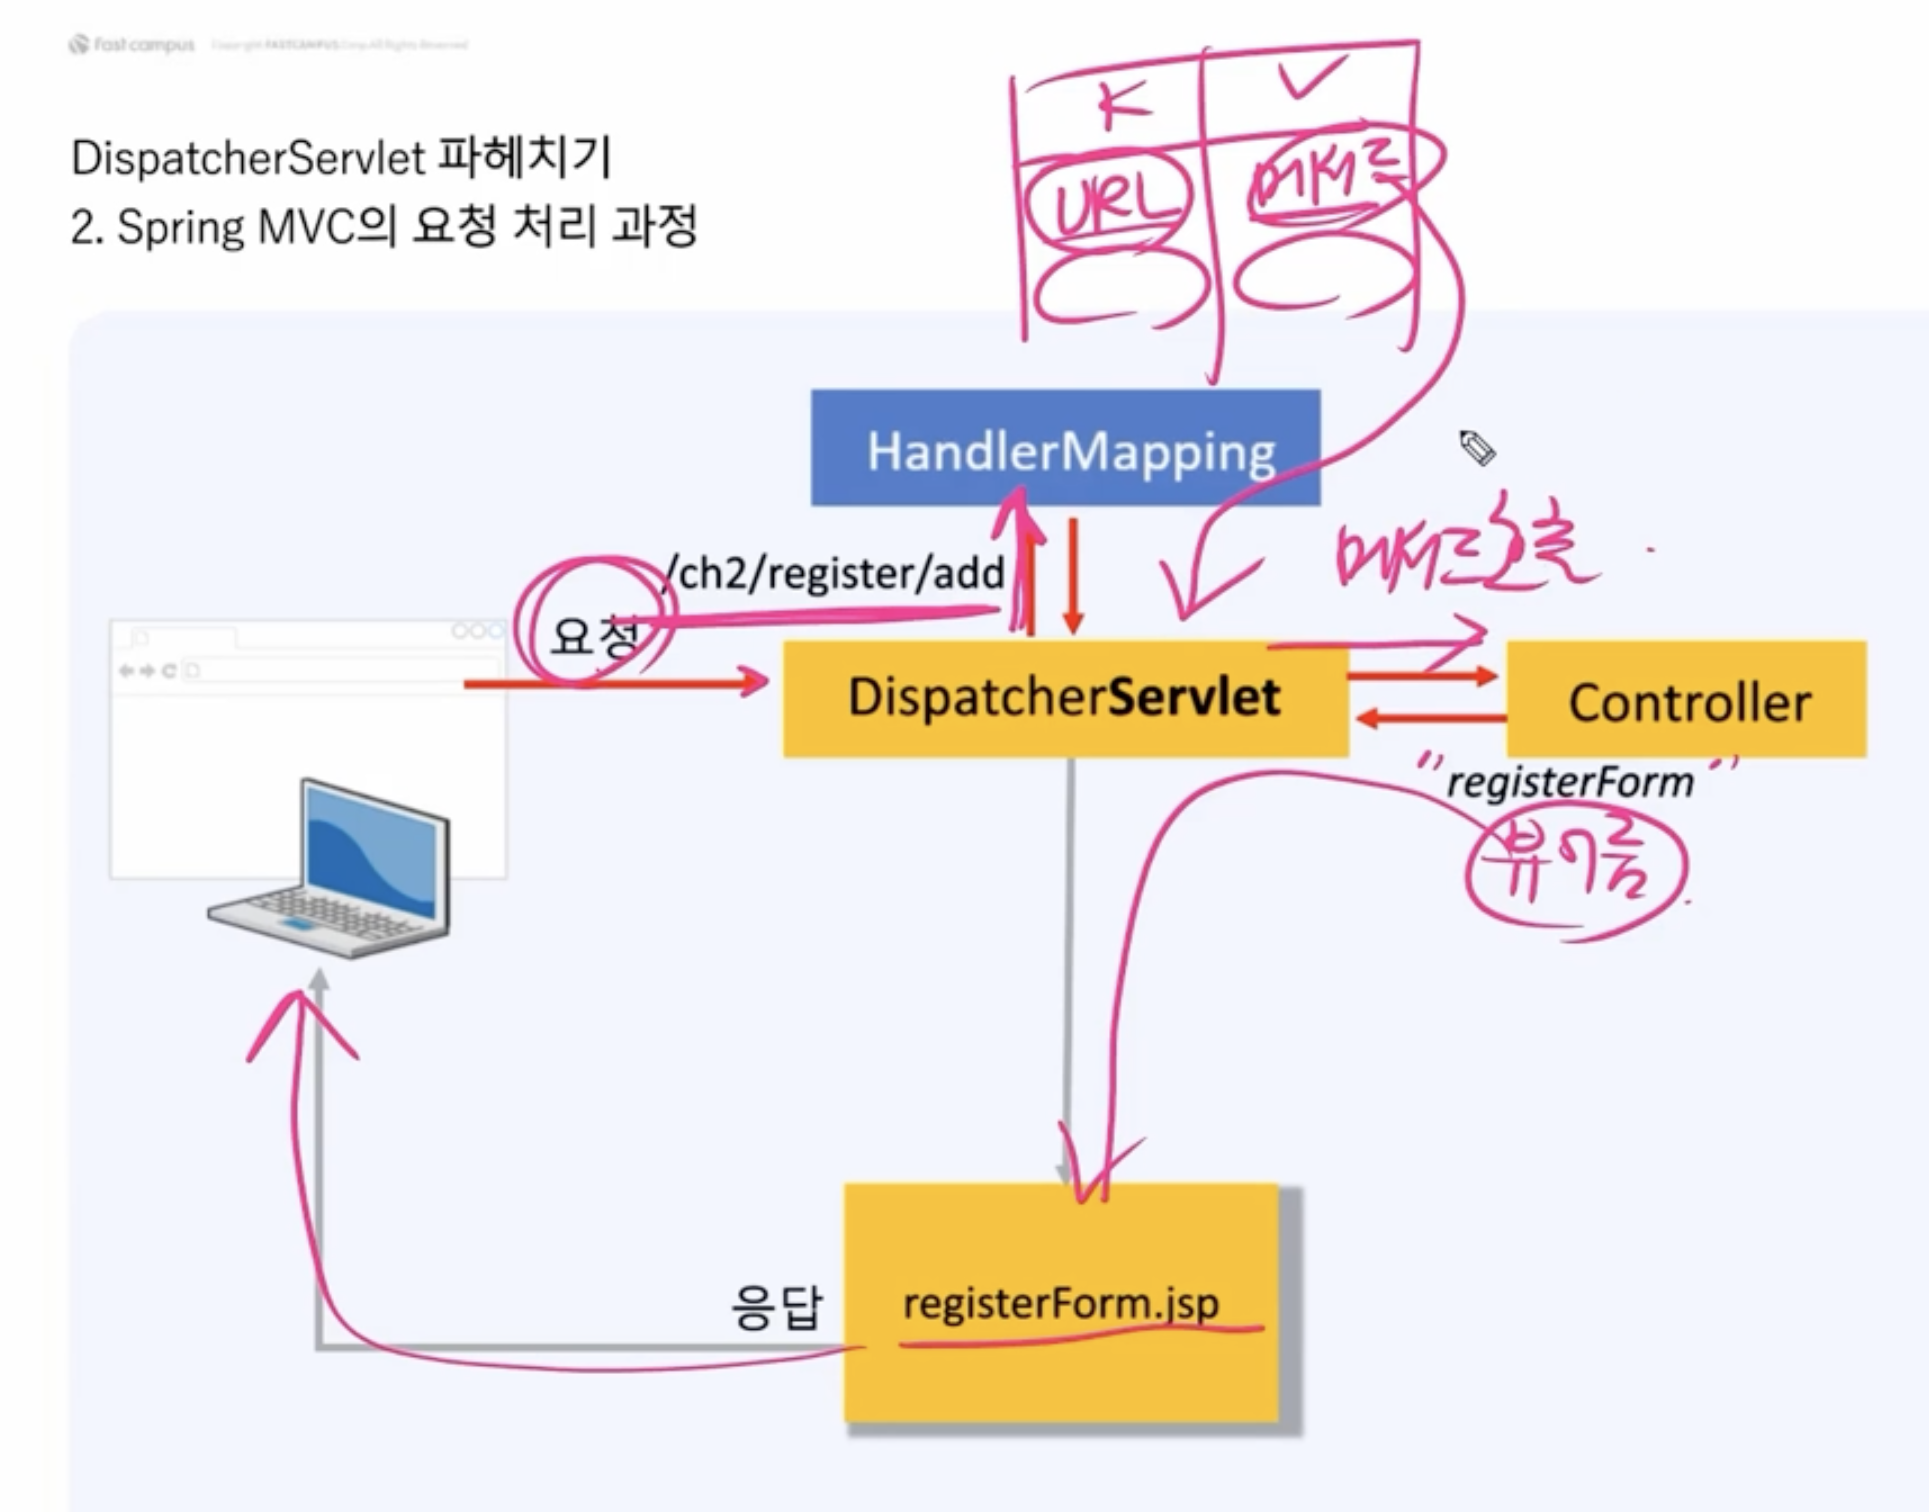 fast campus Copyright FASTCAMPUS Corp. All Rights Reserved
DispatcherServlet 파헤치기
2. Spring MVC의 요청 처리 과정
K V
URL 메서드
HandlerMapping
/ch2/register/add
메서드호출
요청
DispatcherServlet
Controller
"registerForm"
뷰이름
응답
registerForm.jsp